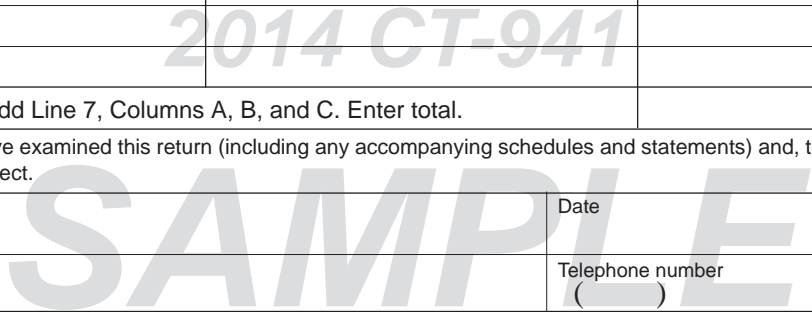 2014 CT-941
dd Line 7, Columns A, B, and C. Enter total.
ve examined this return (including any accompanying schedules and statements) and, t
ect.
SAMPLE
Date
Telephone number
( )